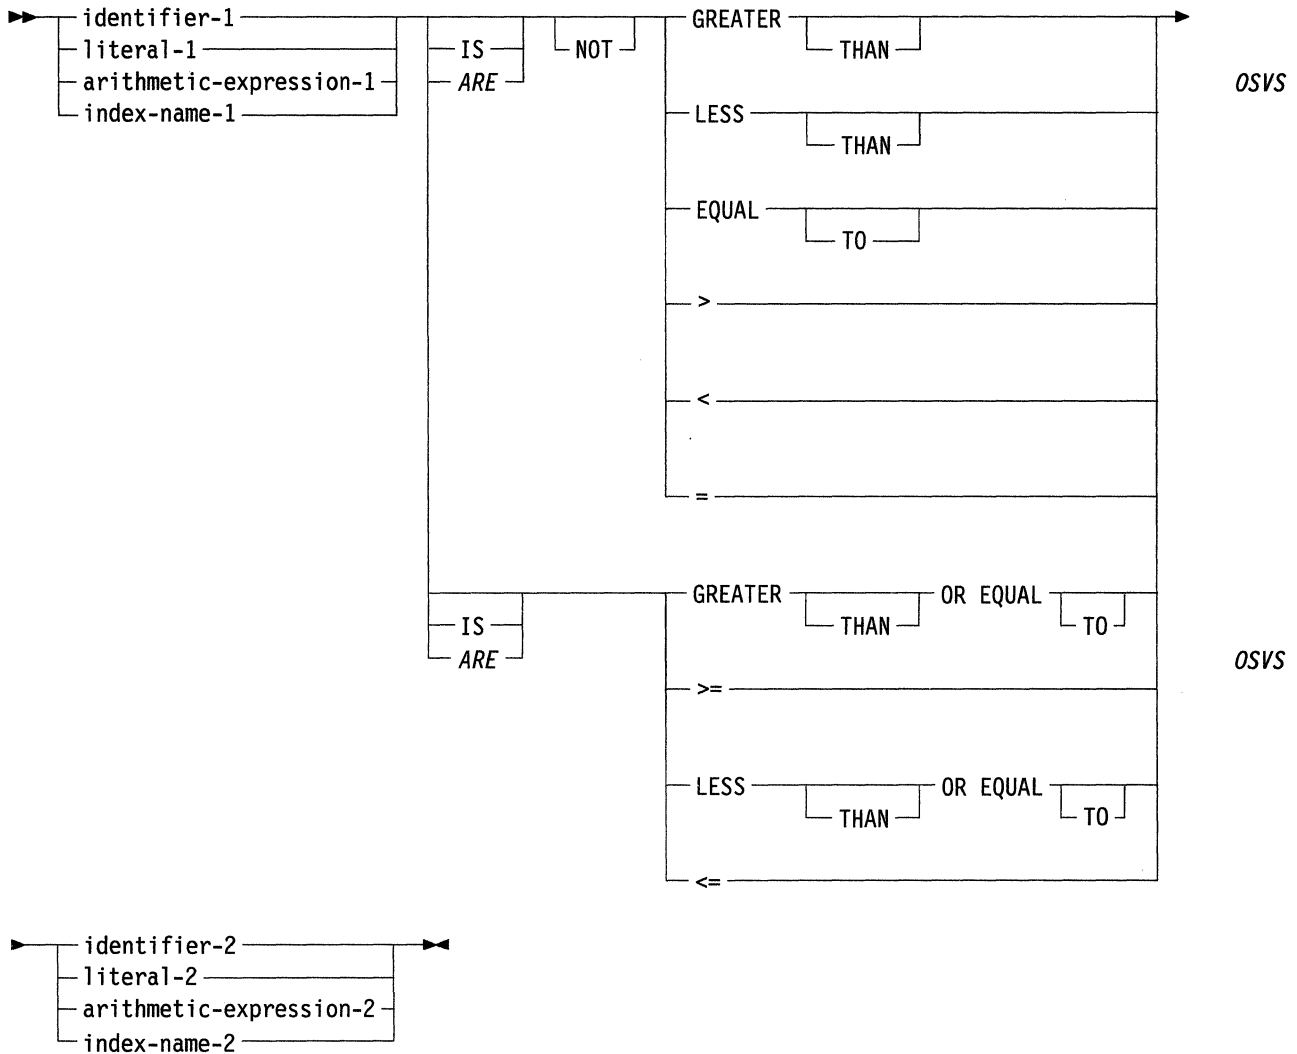 identifier-1 GREATER
literal-1 IS NOT THAN
arithmetic-expression-1 ARE OSVS
index-name-1
LESS
THAN
EQUAL
TO
>
<
=
GREATER OR EQUAL
IS THAN TO
ARE OSVS
>=
LESS OR EQUAL
THAN TO
<=
identifier-2
literal-2
arithmetic-expression-2
index-name-2